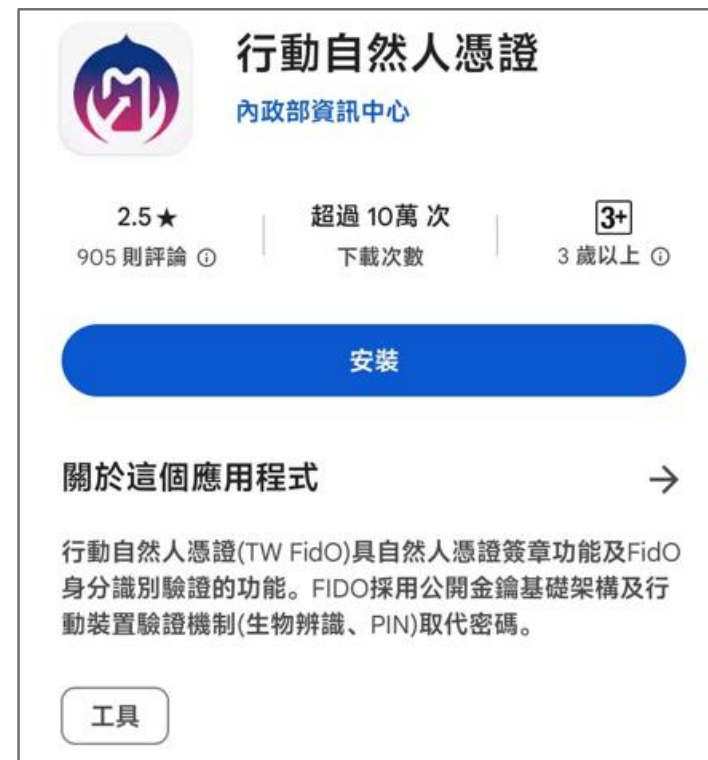 行動自然人憑證
內政部資訊中心
2.5★
超過 10萬 次
3+
905 則評論 ⓘ
下載次數
3 歲以上 ⓘ
安裝
關於這個應用程式
行動自然人憑證(TW FidO)具自然人憑證簽章功能及FidO
身分識別驗證的功能。FIDO採用公開金鑰基礎架構及行
動裝置驗證機制(生物辨識、PIN)取代密碼。
工具